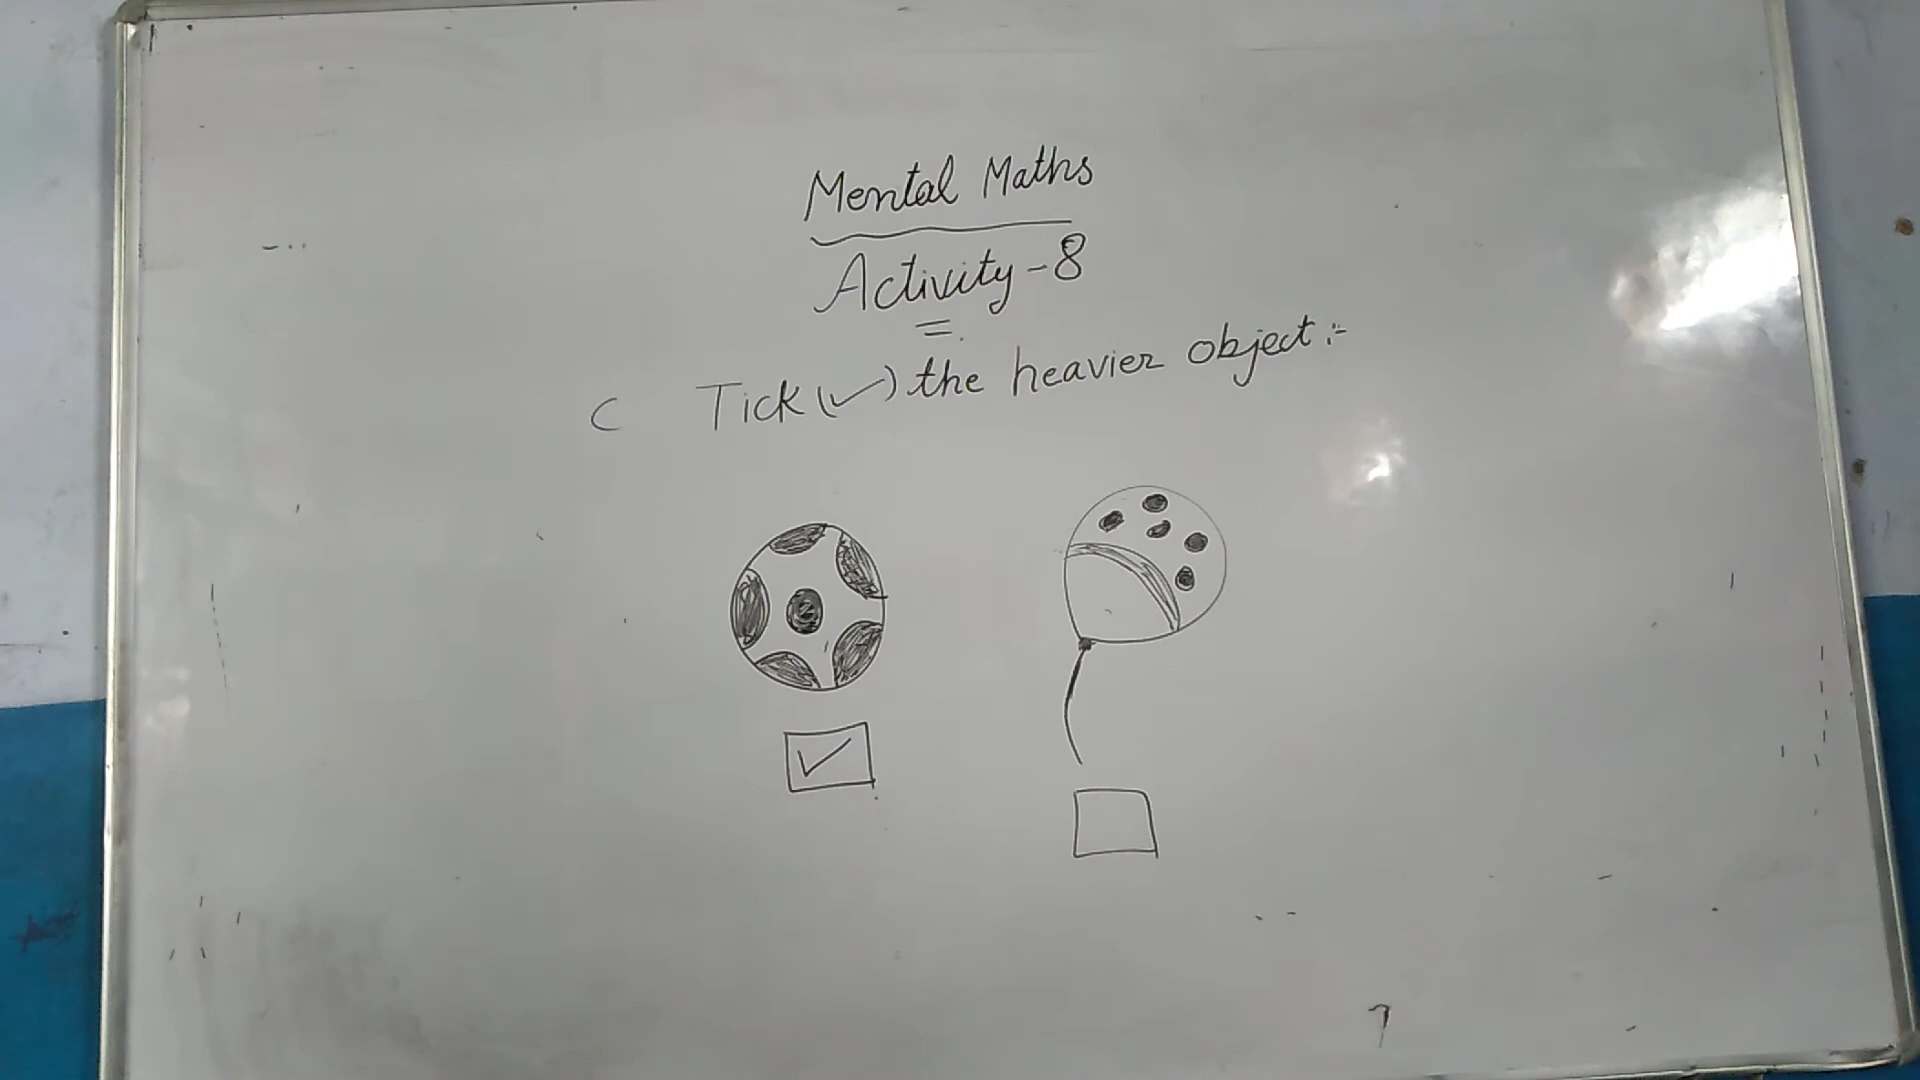 Mental Maths
Activity-8
C Tick (✓) the heavier object :-